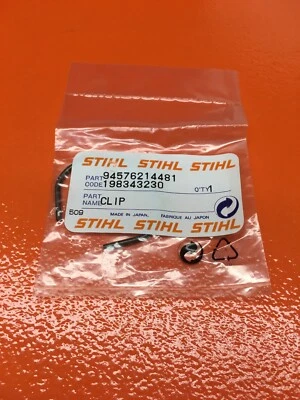 STIHL STIHL STIHL
PART 94576214481
CODE 198343230 Q'TY 1
PART
NAME CLIP
509 MADE IN JAPAN, FABRIQUE AU JAPON
STIHL STIHL STIHL